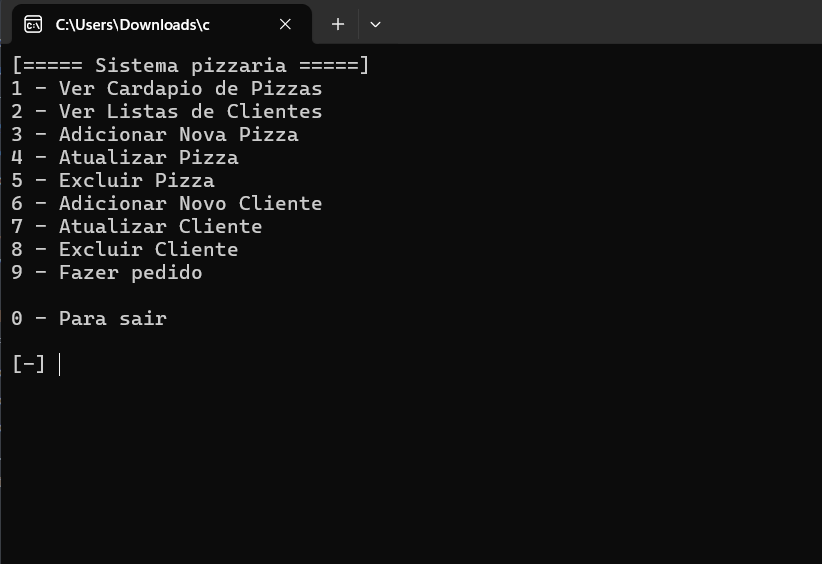 C:\Users\Downloads\c
[===== Sistema pizzaria =====]
1 - Ver Cardapio de Pizzas
2 - Ver Listas de Clientes
3 - Adicionar Nova Pizza
4 - Atualizar Pizza
5 - Excluir Pizza
6 - Adicionar Novo Cliente
7 - Atualizar Cliente
8 - Excluir Cliente
9 - Fazer pedido
0 - Para sair
[-]